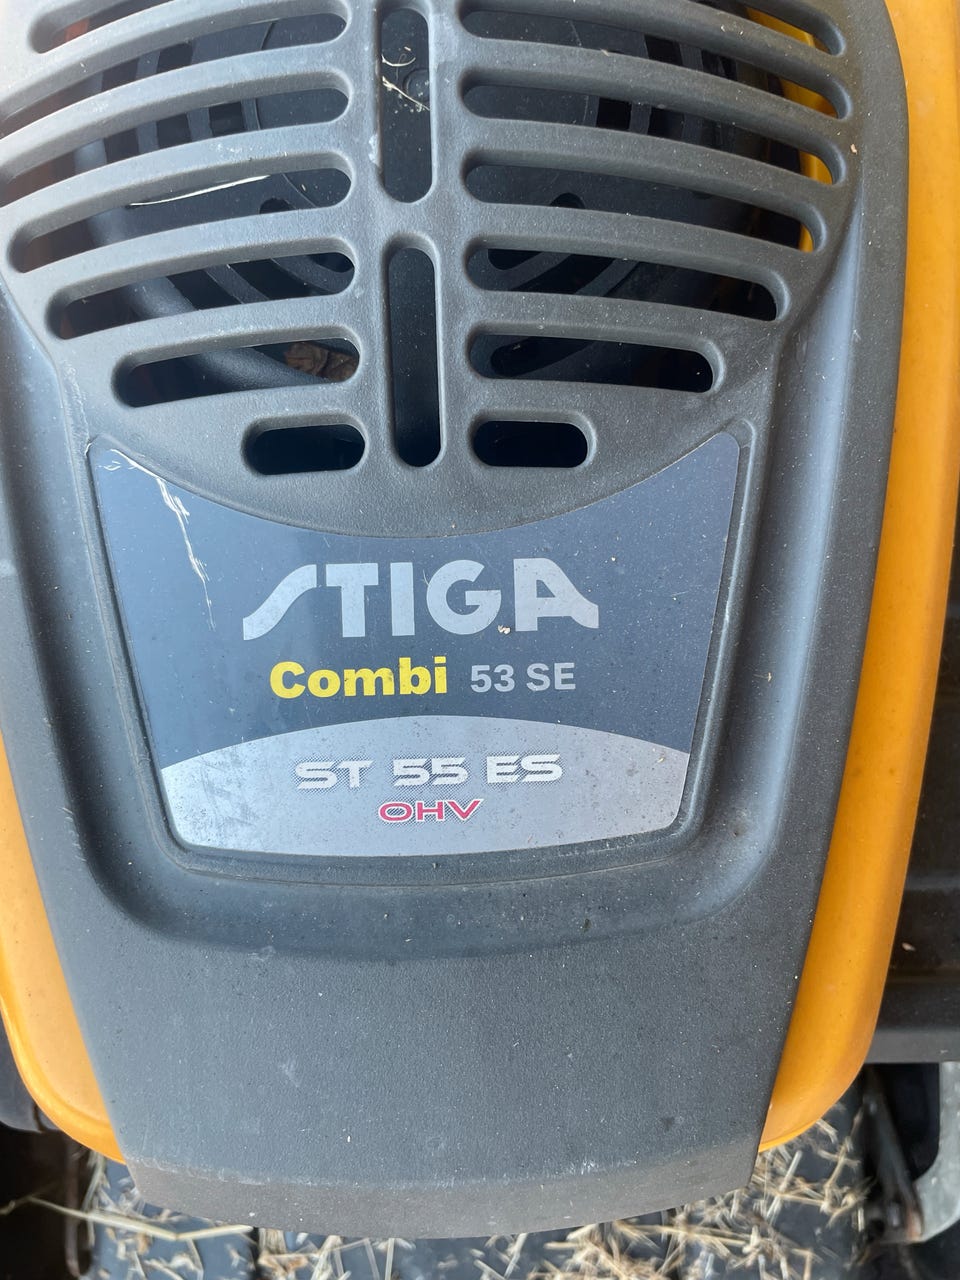 STIGA
Combi 53 SE
ST 55 ES
OHV